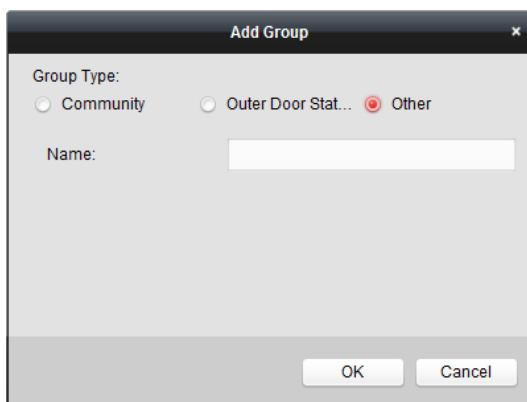 Add Group ×
Group Type:
Community Outer Door Stat... Other
Name:
OK Cancel